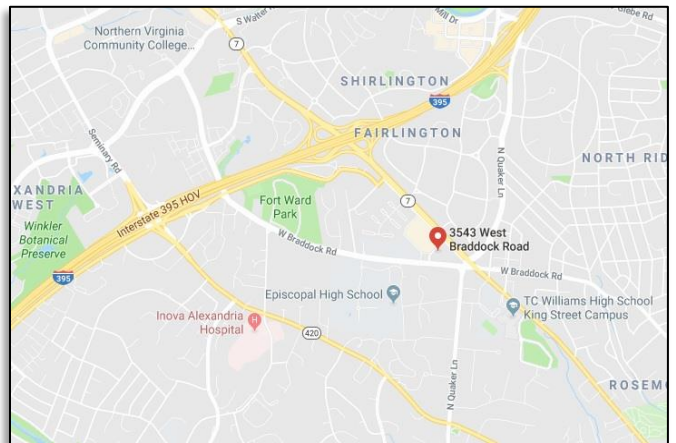 Northern Virginia
Community College...
S Walter
Mill Dr
Glebe Rd
7
SHIRLINGTON
395
FAIRLINGTON
Seminary Rd
N Quaker Ln
NORTH RID
XANDRIA
WEST
Interstate 395 HOV
Fort Ward
Park
7
Winkler
Botanical
Preserve
W Braddock Rd
3543 West
Braddock Road
W Braddock Rd
395
Episcopal High School
TC Williams High School
King Street Campus
Inova Alexandria
Hospital
H
420
N Quaker Ln
ROSEM